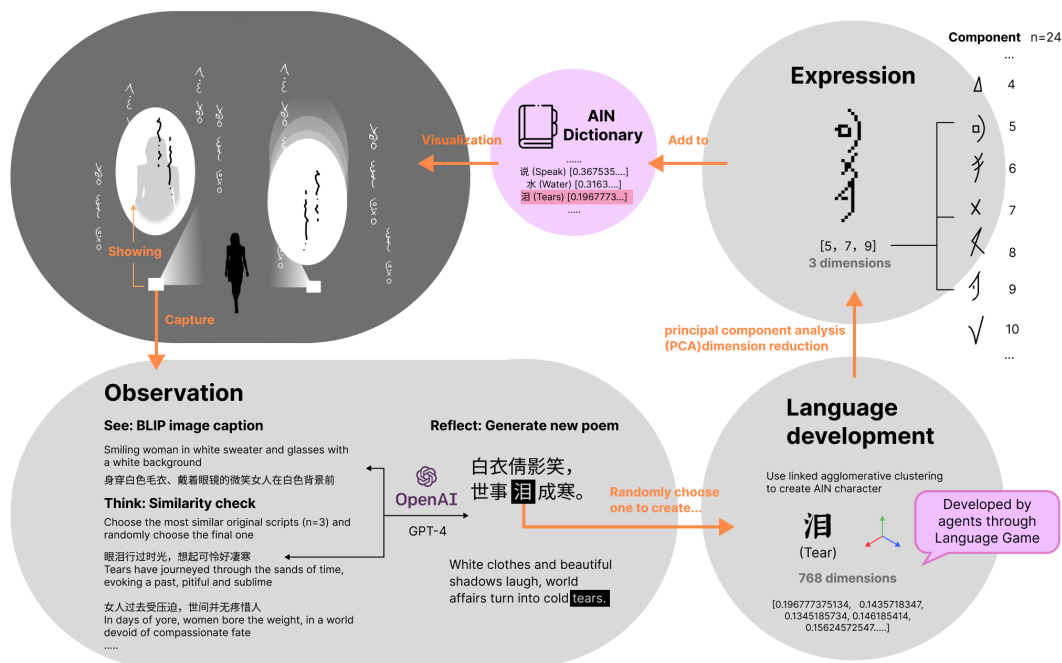 Showing
Capture
Visualization
AIN
Dictionary
......
说 (Speak) [0.367535....]
水 (Water) [0.3163....]
泪 (Tears) [0.1967773...]
.....
Add to
Expression
[5, 7, 9]
3 dimensions
Component n=24
...
4
5
6
7
8
9
10
...
principal component analysis
(PCA)dimension reduction
Observation
See: BLIP image caption
Smiling woman in white sweater and glasses with
a white background
身穿白色毛衣、戴着眼镜的微笑女人在白色背景前
Think: Similarity check
Choose the most similar original scripts (n=3) and
randomly choose the final one
眼泪行过时光，想起可怜好凄寒
Tears have journeyed through the sands of time,
evoking a past, pitiful and sublime
女人过去受压迫，世间并无疼惜人
In days of yore, women bore the weight, in a world
devoid of compassionate fate
.....
OpenAI
GPT-4
Reflect: Generate new poem
白衣倩影笑，
世事泪成寒。
White clothes and beautiful
shadows laugh, world
affairs turn into cold tears.
Randomly choose
one to create...
Language
development
Use linked agglomerative clustering
to create AIN character
泪
(Tear)
768 dimensions
[0.196777375134, 0.1435718347,
0.1345185734, 0.146185414,
0.15624572547.....]
Developed by
agents through
Language Game